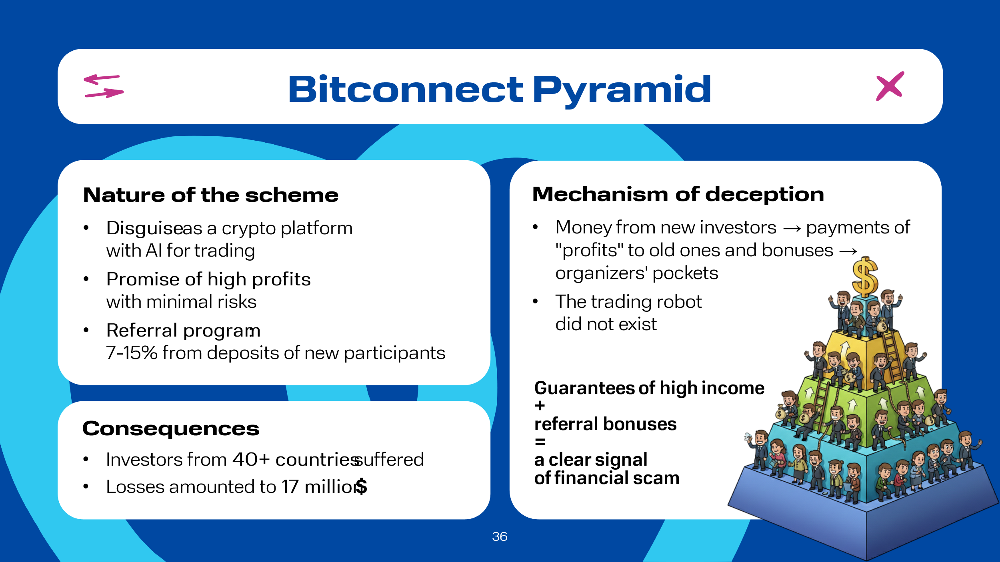 Bitconnect Pyramid
Nature of the scheme
• Disguise as a crypto platform
with AI for trading
• Promise of high profits
with minimal risks
• Referral program:
7-15% from deposits of new participants
Consequences
• Investors from 40+ countries suffered
• Losses amounted to 17 million $
Mechanism of deception
• Money from new investors → payments of
"profits" to old ones and bonuses →
organizers' pockets
• The trading robot
did not exist
Guarantees of high income
+
referral bonuses
=
a clear signal
of financial scam
$
$
$
$
$
$
36